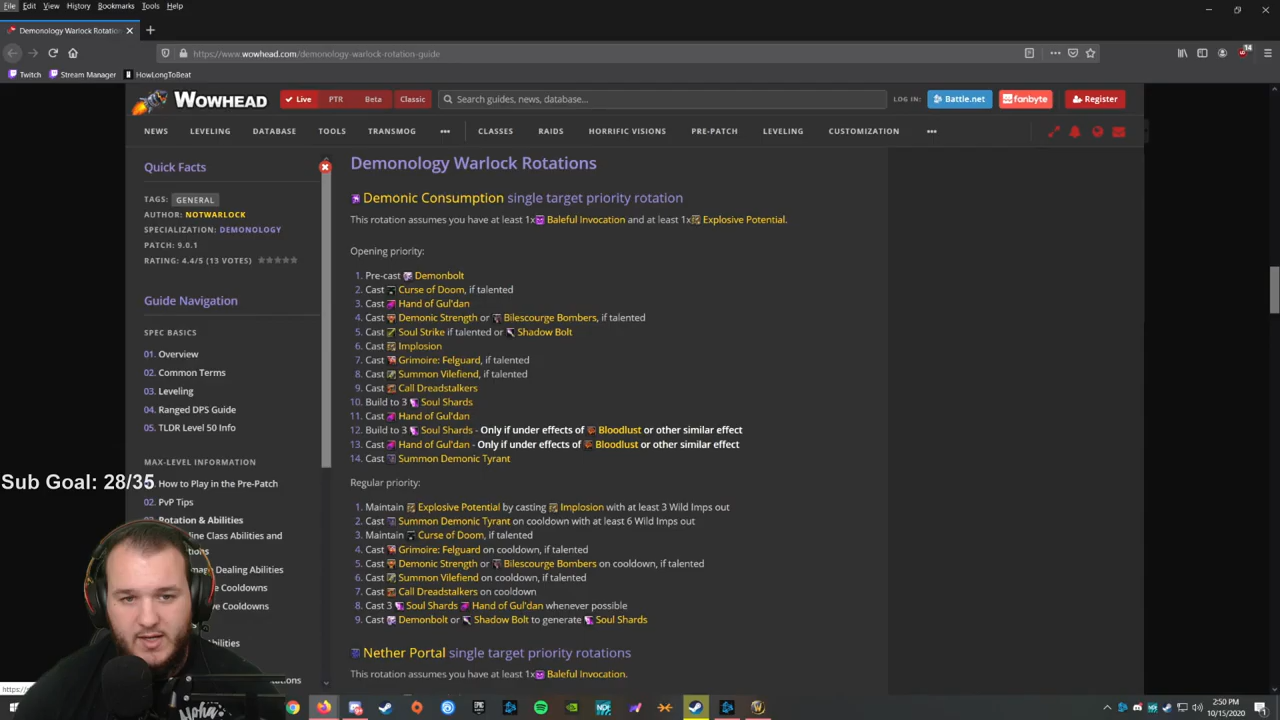 File Edit View History Bookmarks Tools Help
Demonology Warlock Rotation
https://www.wowhead.com/demonology-warlock-rotation-guide
14
Twitch Stream Manager HowLongToBeat
WOWHEAD Live PTR Beta Classic Search guides, news, database... LOG IN: Battle.net fanbyte Register
NEWS LEVELING DATABASE TOOLS TRANSMOG ••• CLASSES RAIDS HORRIFIC VISIONS PRE-PATCH LEVELING CUSTOMIZATION •••
Quick Facts
TAGS: GENERAL
AUTHOR: NOTWARLOCK
SPECIALIZATION: DEMONOLOGY
PATCH: 9.0.1
RATING: 4.4/5 (13 VOTES)
Guide Navigation
SPEC BASICS
01. Overview
02. Common Terms
03. Leveling
04. Ranged DPS Guide
05. TLDR Level 50 Info
MAX-LEVEL INFORMATION
How to Play in the Pre-Patch
02. PvP Tips
Rotation & Abilities
line Class Abilities and
mage Dealing Abilities
e Cooldowns
ve Cooldowns
bilities
tations
Sub Goal: 28/35
Demonology Warlock Rotations
Demonic Consumption single target priority rotation
This rotation assumes you have at least 1x Baleful Invocation and at least 1x Explosive Potential.
Opening priority:
1. Pre-cast Demonbolt
2. Cast Curse of Doom, if talented
3. Cast Hand of Gul'dan
4. Cast Demonic Strength or Bilescourge Bombers, if talented
5. Cast Soul Strike if talented or Shadow Bolt
6. Cast Implosion
7. Cast Grimoire: Felguard, if talented
8. Cast Summon Vilefiend, if talented
9. Cast Call Dreadstalkers
10. Build to 3 Soul Shards
11. Cast Hand of Gul'dan
12. Build to 3 Soul Shards - Only if under effects of Bloodlust or other similar effect
13. Cast Hand of Gul'dan - Only if under effects of Bloodlust or other similar effect
14. Cast Summon Demonic Tyrant
Regular priority:
1. Maintain Explosive Potential by casting Implosion with at least 3 Wild Imps out
2. Cast Summon Demonic Tyrant on cooldown with at least 6 Wild Imps out
3. Maintain Curse of Doom, if talented
4. Cast Grimoire: Felguard on cooldown, if talented
5. Cast Demonic Strength or Bilescourge Bombers on cooldown, if talented
6. Cast Summon Vilefiend on cooldown, if talented
7. Cast Call Dreadstalkers on cooldown
8. Cast 3 Soul Shards Hand of Gul'dan whenever possible
9. Cast Demonbolt or Shadow Bolt to generate Soul Shards
Nether Portal single target priority rotations
This rotation assumes you have at least 1x Baleful Invocation.
2:50 PM
10/15/2020